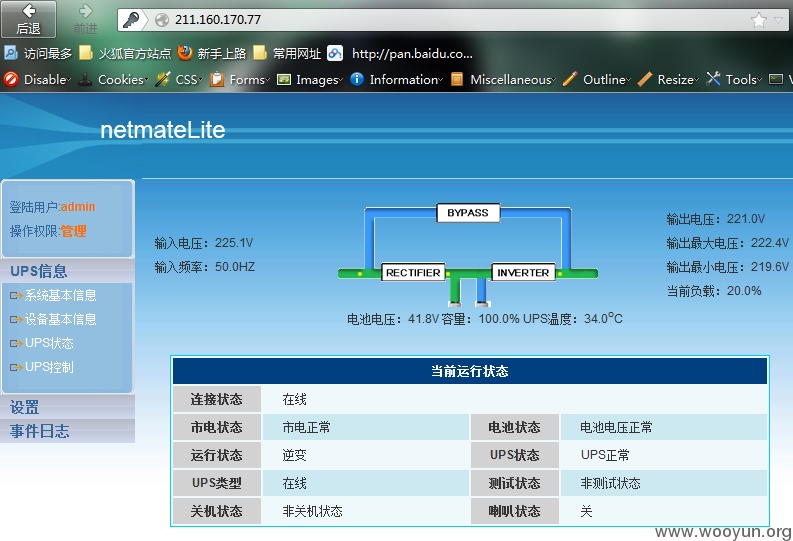 后退
前进
211.160.170.77
访问最多 火狐官方站点 新手上路 常用网址 http://pan.baidu.co...
Disable Cookies CSS Forms Images Information Miscellaneous Outline Resize Tools V
netmateLite
登陆用户:admin
操作权限:管理
UPS信息
系统基本信息
设备基本信息
UPS状态
UPS控制
设置
事件日志
输入电压：225.1V
输入频率：50.0HZ
BYPASS
RECTIFIER
INVERTER
电池电压：41.8V 容量：100.0% UPS温度：34.0°C
输出电压：221.0V
输出最大电压：222.4V
输出最小电压：219.6V
当前负载：20.0%
当前运行状态
连接状态 在线
市电状态 市电正常 电池状态 电池电压正常
运行状态 逆变 UPS状态 UPS正常
UPS类型 在线 测试状态 非测试状态
关机状态 非关机状态 喇叭状态 关
www.wooyun.org